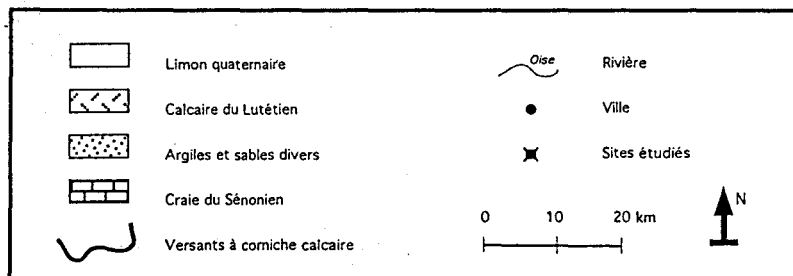 Limon quaternaire
Calcaire du Lutétien
Argiles et sables divers
Craie du Sénonien
Versants à corniche calcaire
Oise Rivière
Ville
Sites étudiés
0 10 20 km
N